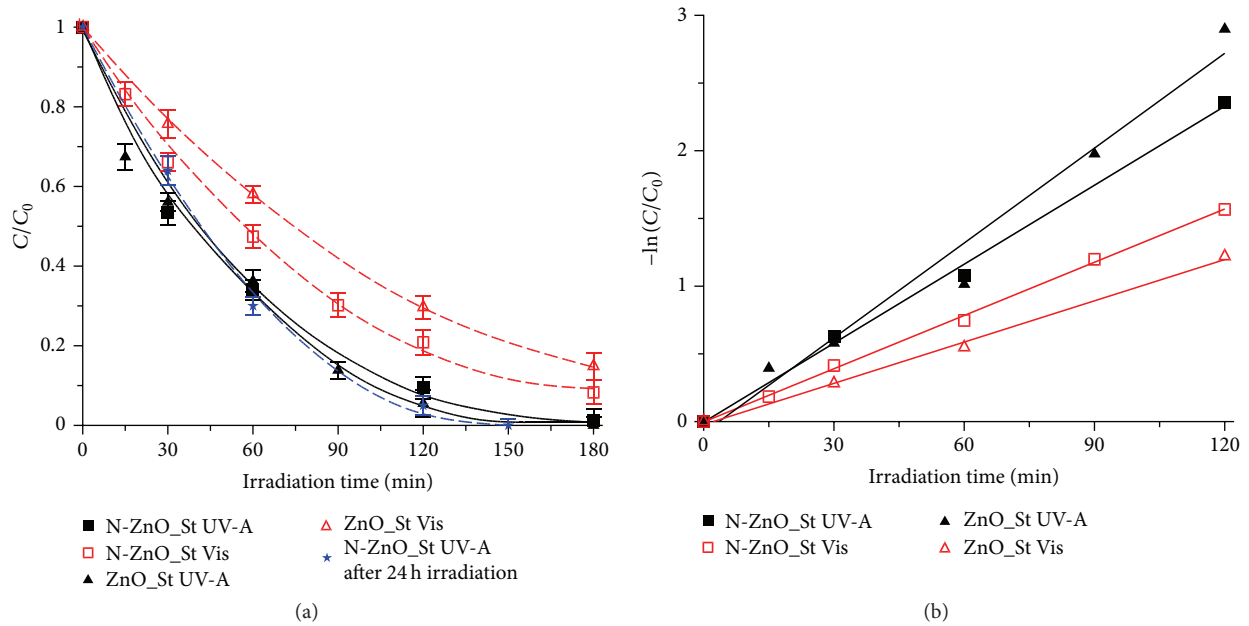 1
0.8
0.6
0.4
0.2
0
C/C₀
0 30 60 90 120 150 180
Irradiation time (min)
N-ZnO_St UV-A
N-ZnO_St Vis
ZnO_St UV-A
ZnO_St Vis
N-ZnO_St UV-A
after 24 h irradiation
(a)
3
2
1
0
−ln (C/C₀)
0 30 60 90 120
Irradiation time (min)
N-ZnO_St UV-A
N-ZnO_St Vis
ZnO_St UV-A
ZnO_St Vis
(b)